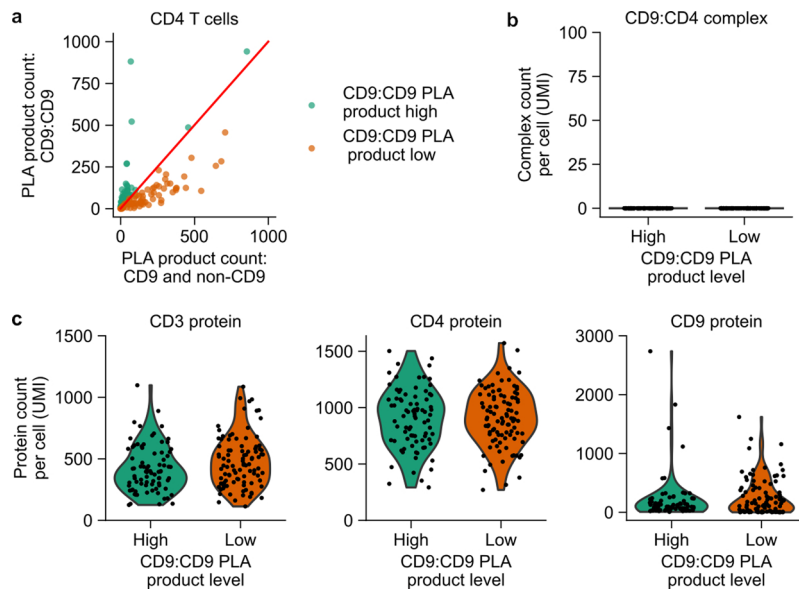 a
CD4 T cells
PLA product count:
CD9:CD9
1000
750
500
250
0
0
500
1000
PLA product count:
CD9 and non-CD9
CD9:CD9 PLA
product high
CD9:CD9 PLA
product low
b
CD9:CD4 complex
Complex count
per cell (UMI)
100
75
50
25
0
High
Low
CD9:CD9 PLA
product level
c
CD3 protein
Protein count
per cell (UMI)
1500
1000
500
0
High
Low
CD9:CD9 PLA
product level
CD4 protein
1500
1000
500
0
High
Low
CD9:CD9 PLA
product level
CD9 protein
3000
2000
1000
0
High
Low
CD9:CD9 PLA
product level